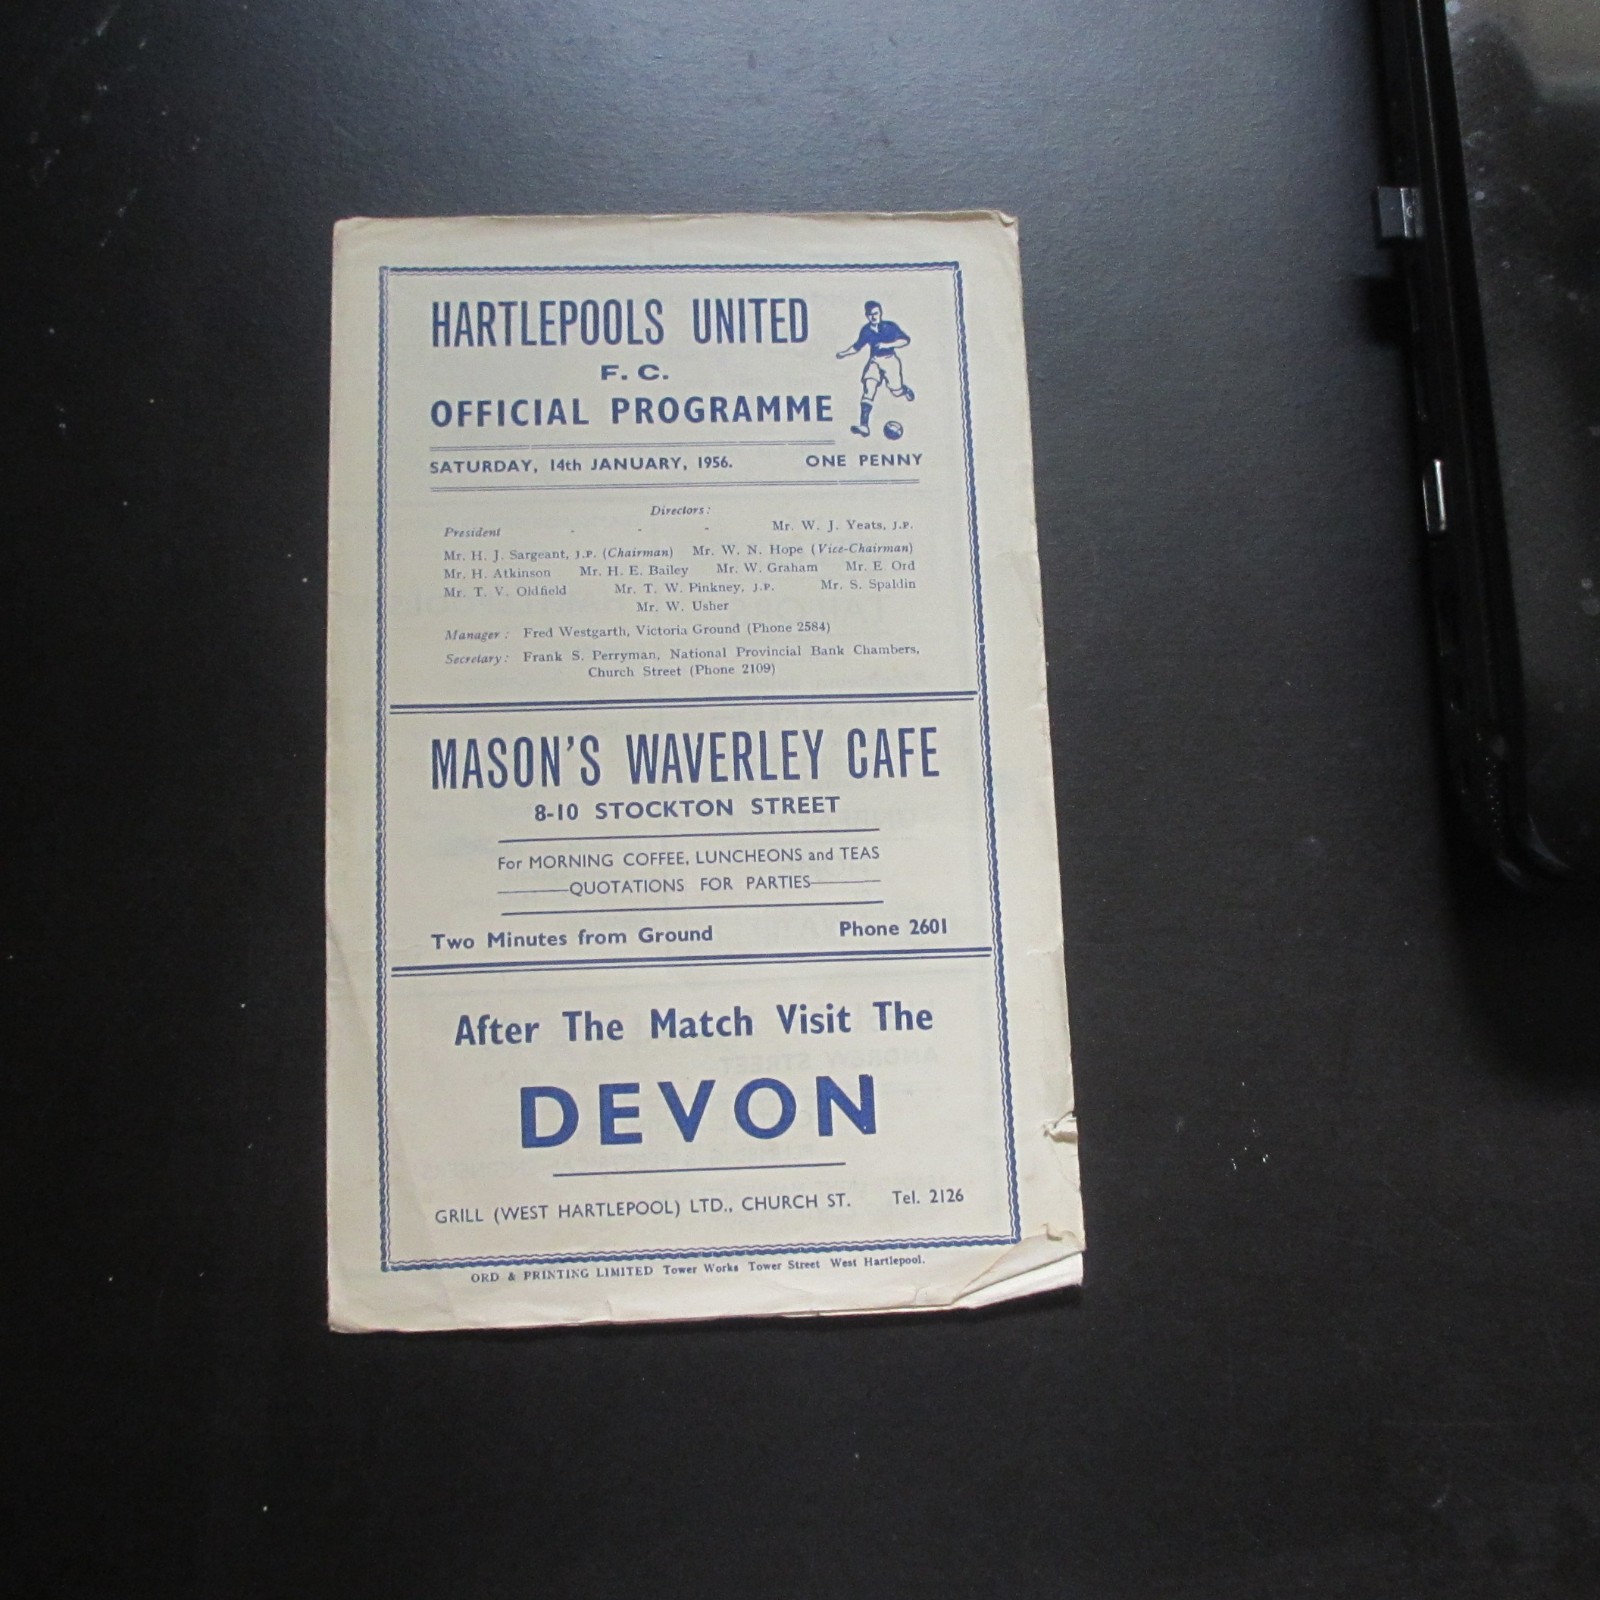 HARTLEPOOLS UNITED
F. C.
OFFICIAL PROGRAMME
SATURDAY, 14th JANUARY, 1956. ONE PENNY
Directors:
President - - - Mr. W. J. Yeats, J.P.
Mr. H. J. Sargeant, J.P. (Chairman) Mr. W. N. Hope (Vice-Chairman)
Mr. H. Atkinson Mr. H. E. Bailey Mr. W. Graham Mr. E. Ord
Mr. T. V. Oldfield Mr. T. W. Pinkney, J.P. Mr. S. Spaldin
Mr. W. Usher
Manager: Fred Westgarth, Victoria Ground (Phone 2584)
Secretary: Frank S. Perryman, National Provincial Bank Chambers,
Church Street (Phone 2109)
MASON'S WAVERLEY CAFE
8-10 STOCKTON STREET
For MORNING COFFEE, LUNCHEONS and TEAS
QUOTATIONS FOR PARTIES
Two Minutes from Ground Phone 2601
After The Match Visit The
DEVON
GRILL (WEST HARTLEPOOL) LTD., CHURCH ST. Tel. 2126
ORD & PRINTING LIMITED Tower Works Tower Street West Hartlepool.